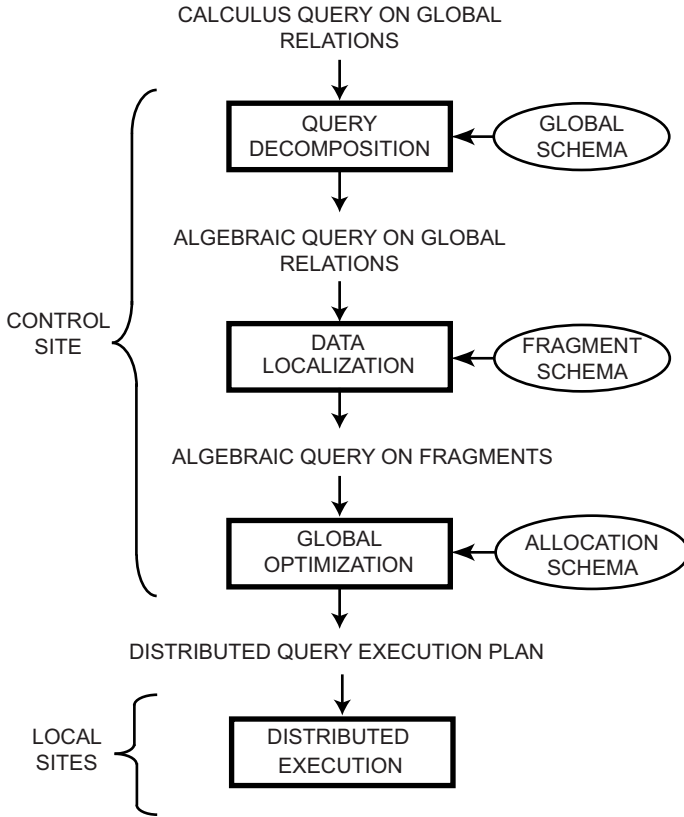 CALCULUS QUERY ON GLOBAL
RELATIONS
QUERY
DECOMPOSITION
GLOBAL
SCHEMA
ALGEBRAIC QUERY ON GLOBAL
RELATIONS
CONTROL
SITE
DATA
LOCALIZATION
FRAGMENT
SCHEMA
ALGEBRAIC QUERY ON FRAGMENTS
GLOBAL
OPTIMIZATION
ALLOCATION
SCHEMA
DISTRIBUTED QUERY EXECUTION PLAN
LOCAL
SITES
DISTRIBUTED
EXECUTION